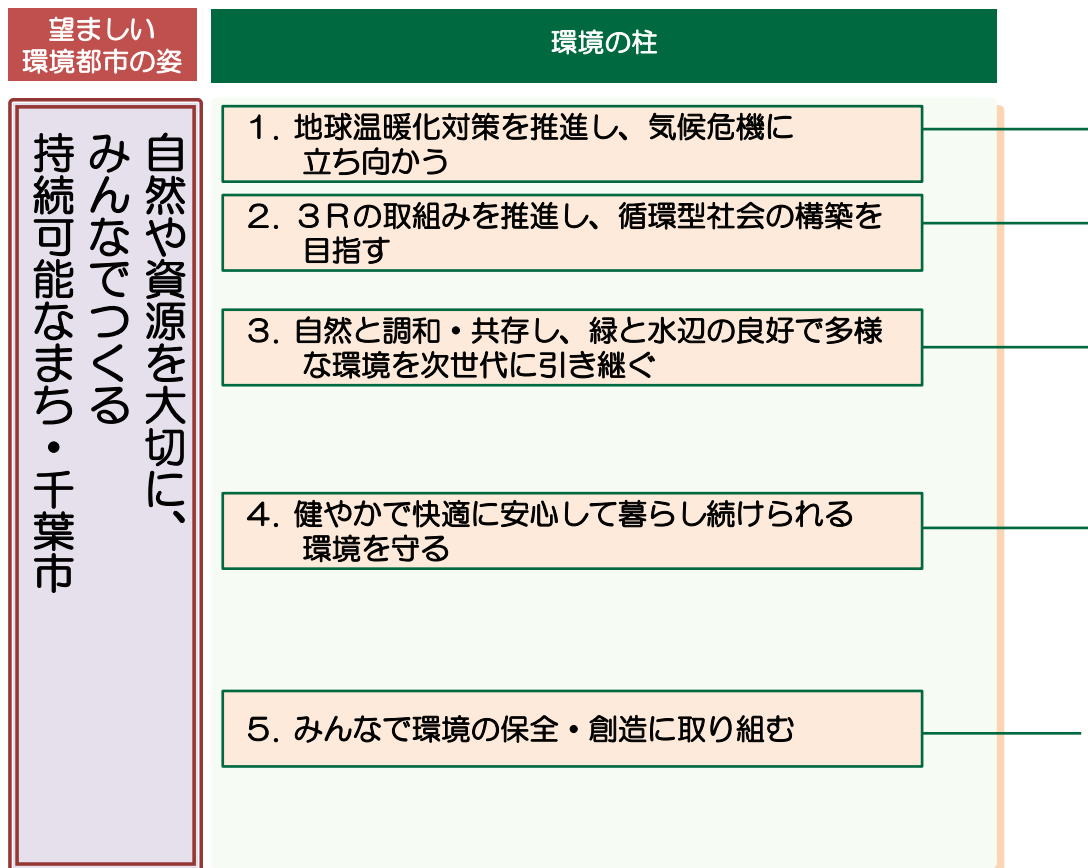 望ましい
環境都市の姿
環境の柱
自然や資源を大切に、
みんなでつくる
持続可能なまち・千葉市
1. 地球温暖化対策を推進し、気候危機に
立ち向かう
2. 3Rの取組みを推進し、循環型社会の構築を
目指す
3. 自然と調和・共存し、緑と水辺の良好で多様
な環境を次世代に引き継ぐ
4. 健やかで快適に安心して暮らし続けられる
環境を守る
5. みんなで環境の保全・創造に取り組む